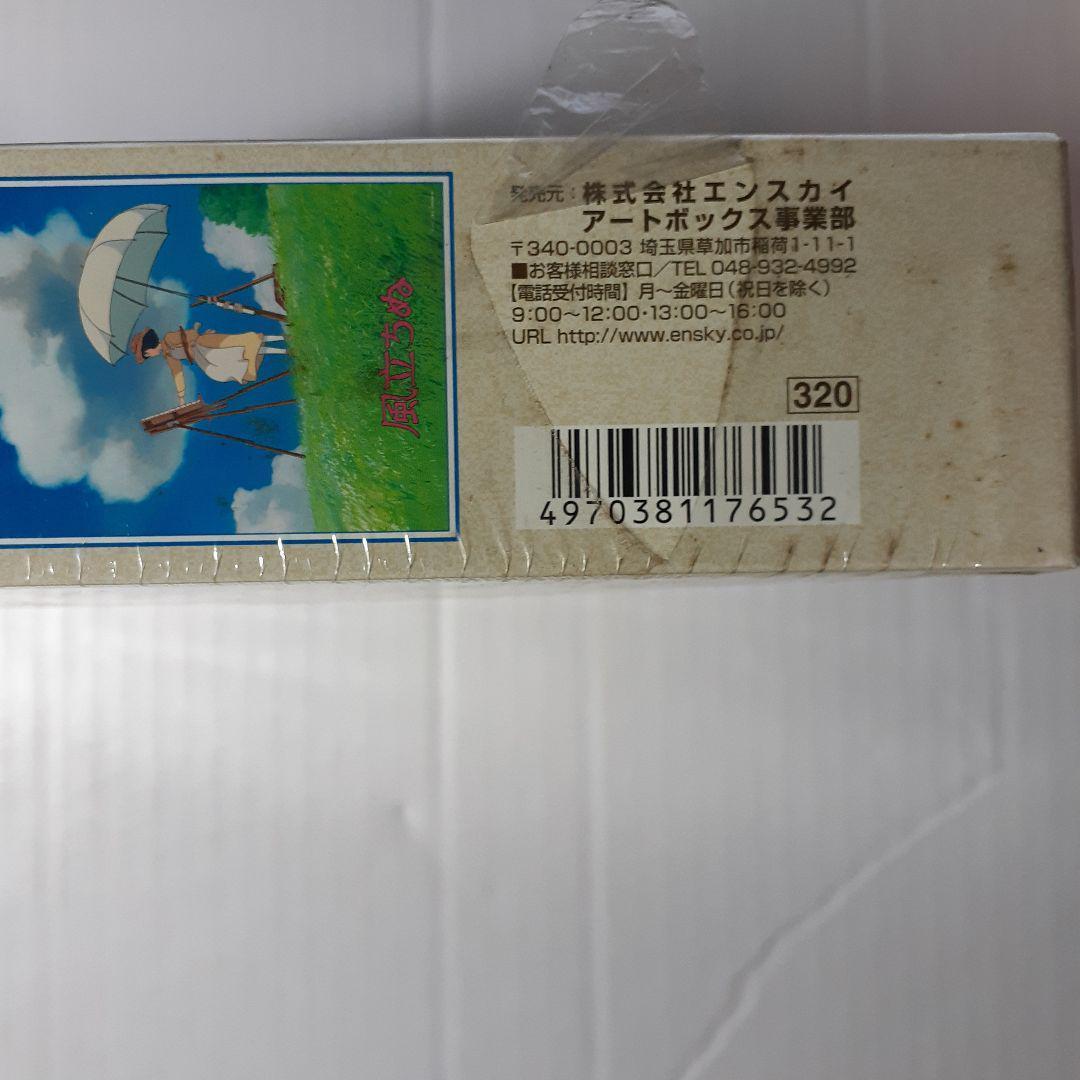 風立ちぬ
発売元：株式会社エンスカイ
アートボックス事業部
〒340-0003 埼玉県草加市稲荷1-11-1
■お客様相談窓口／TEL 048-932-4992
【電話受付時間】月～金曜日（祝日を除く）
9:00～12:00・13:00～16:00
URL http://www.ensky.co.jp/
320
4970381176532